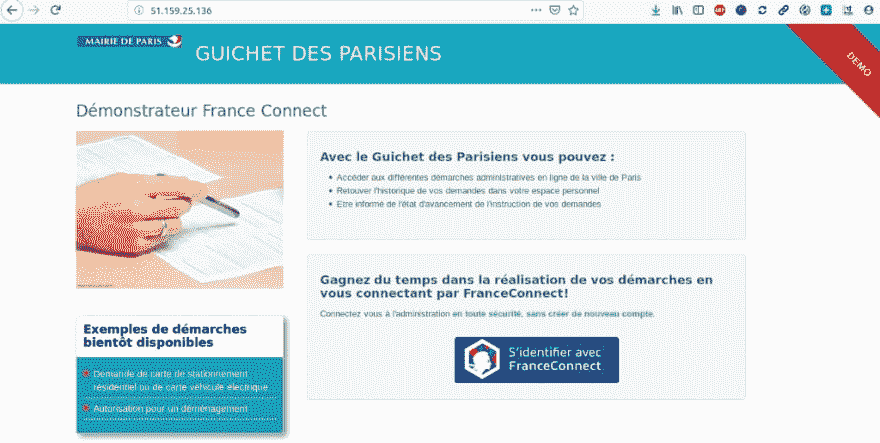 51.159.25.136
MAIRIE DE PARIS
GUICHET DES PARISIENS
DEMO
Démonstrateur France Connect
Avec le Guichet des Parisiens vous pouvez :
Accéder aux différentes démarches administratives en ligne de la ville de Paris
Retouver l'historique de vos demandes dans votre espace personnel
Etre informé de l'état d'avancement de l'instruction de vos demandes
Gagnez du temps dans la réalisation de vos démarches en
vous connectant par FranceConnect!
Connectez vous à l'administration en toute sécurité, sans créer de nouveau compte.
S'identifier avec
FranceConnect
Exemples de démarches
bientôt disponibles
Demande de carte de stationnement
résidentiel ou de carte véhicule électrique
Autorisation pour un déménagement